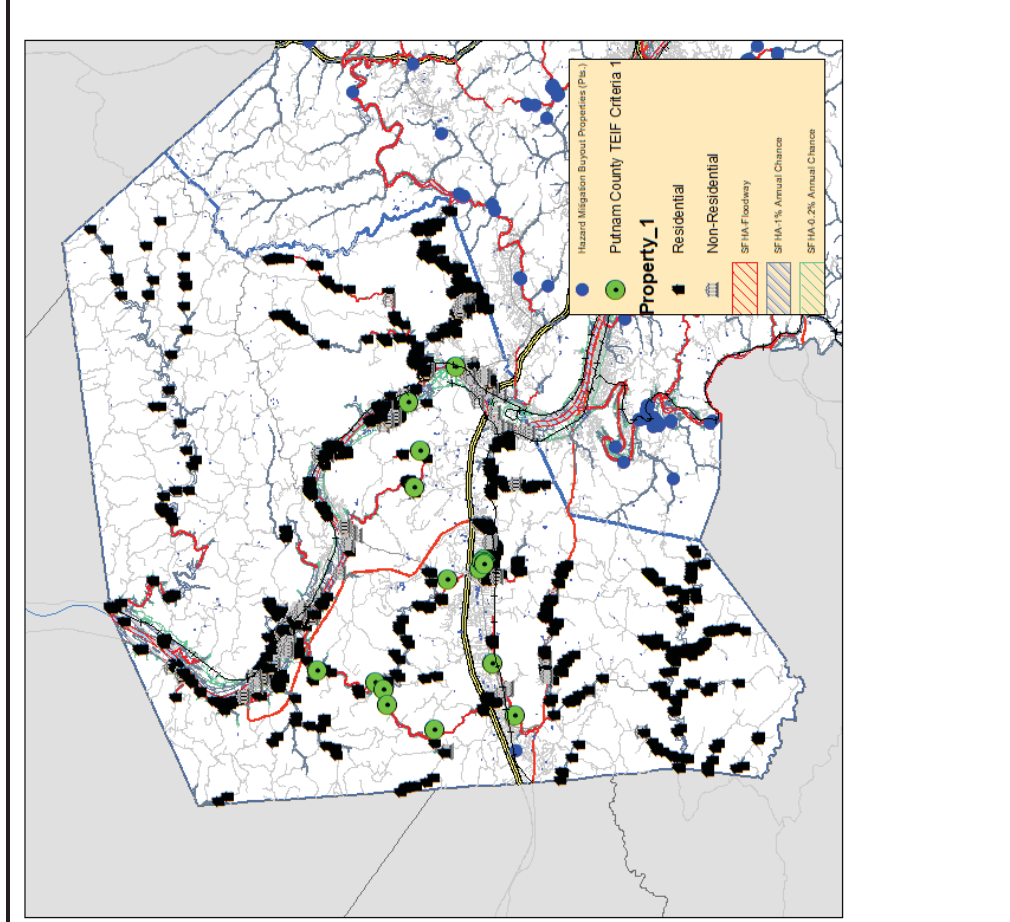 Hazard Mitigation Buyout Properties (Pts.)
Putnam County TEIF Criteria 1
Property_1
Residential
Non-Residential
SFHA-Floodway
SFHA-1% Annual Chance
SFHA-0.2% Annual Chance